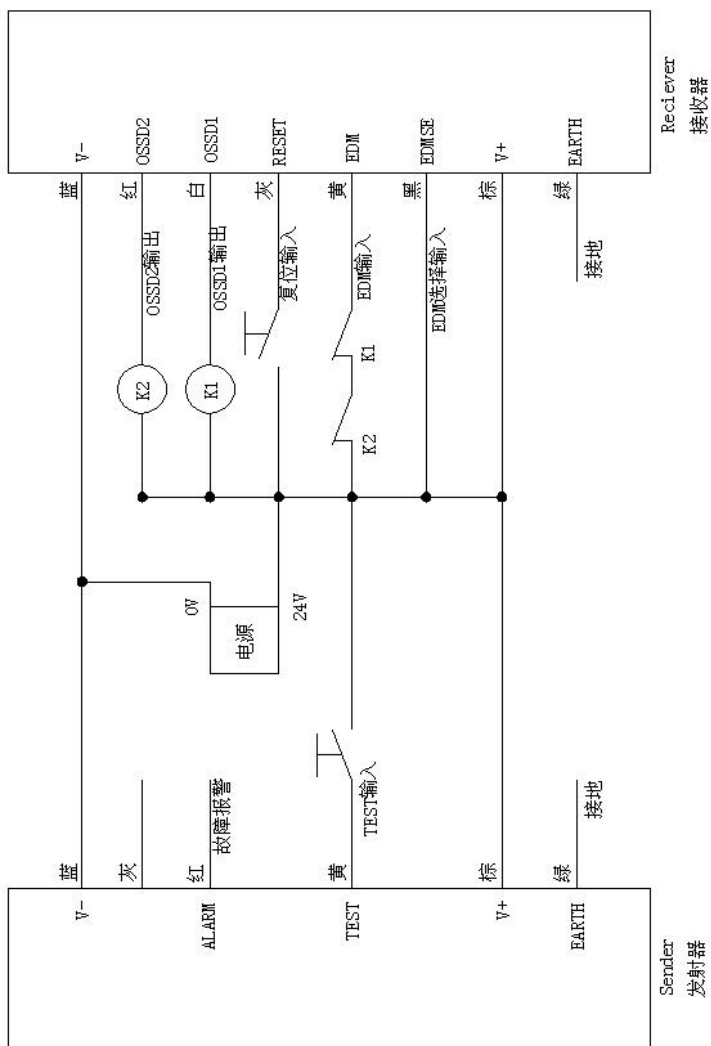 Reciever
接收器
V-
OSSD2
OSSD1
RESET
EDM
EDMSE
V+
EARTH
蓝
红
白
灰
黄
黑
棕
绿
OSSD2输出
OSSD1输出
复位输入
EDM输入
EDM选择输入
接地
K2
K1
K1
K2
0V
24V
电源
故障报警
TEST输入
接地
蓝
灰
红
黄
棕
绿
V-
ALARM
TEST
V+
EARTH
Sender
发射器